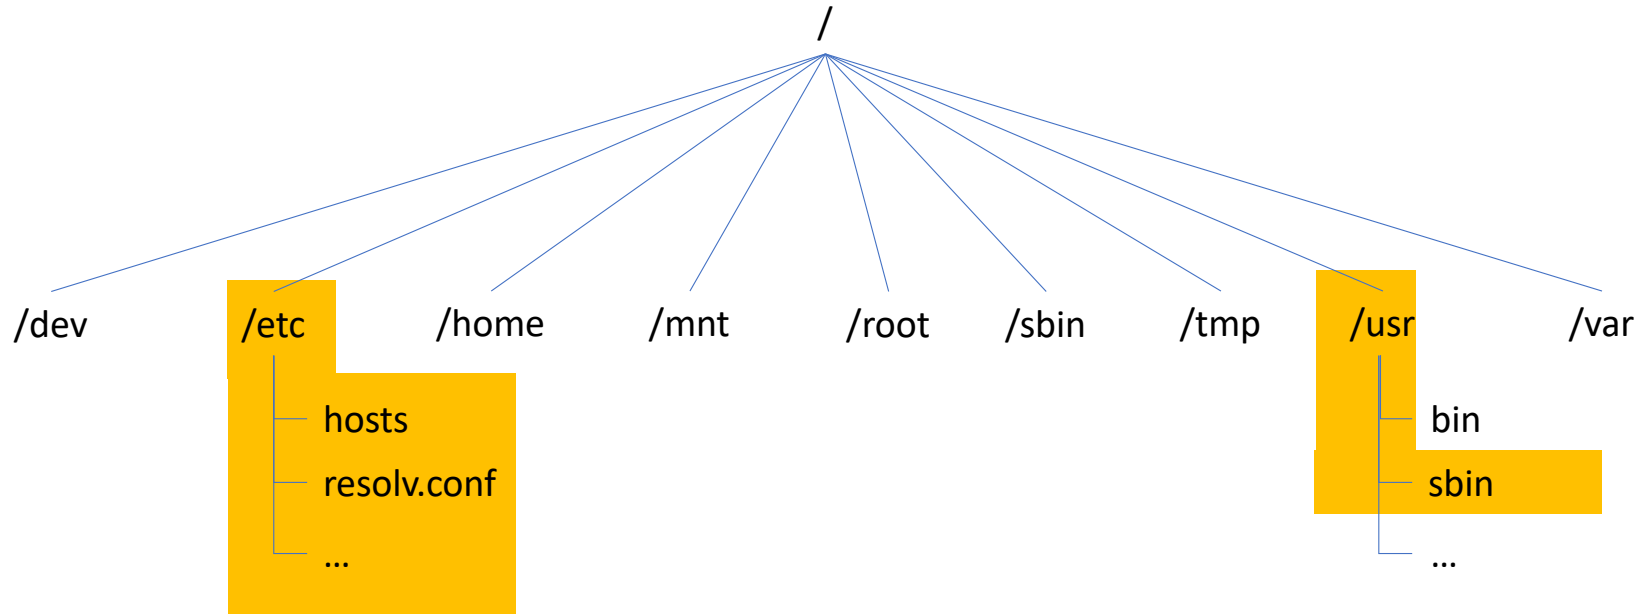 /
/dev /etc /home /mnt /root /sbin /tmp /usr /var
hosts bin
resolv.conf sbin
... ...